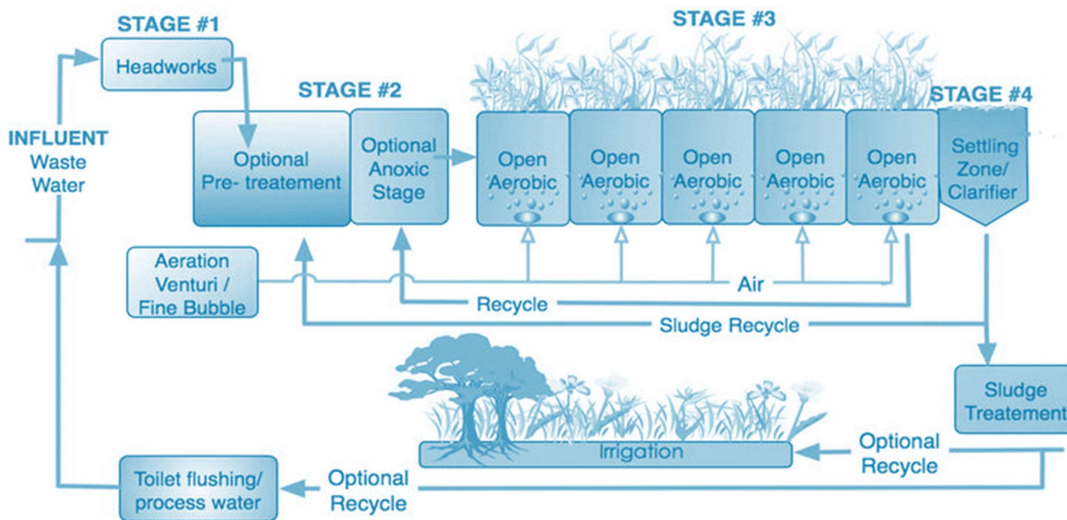 STAGE #1
Headworks
STAGE #2
STAGE #3
STAGE #4
INFLUENT
Waste
Water
Optional
Pre- treatement
Optional
Anoxic
Stage
Open
Aerobic
Open
Aerobic
Open
Aerobic
Open
Aerobic
Open
Aerobic
Settling
Zone/
Clarifier
Aeration
Venturi /
Fine Bubble
Air
Recycle
Sludge Recycle
Sludge
Treatement
Irrigation
Optional
Recycle
Toilet flushing/
process water
Optional
Recycle